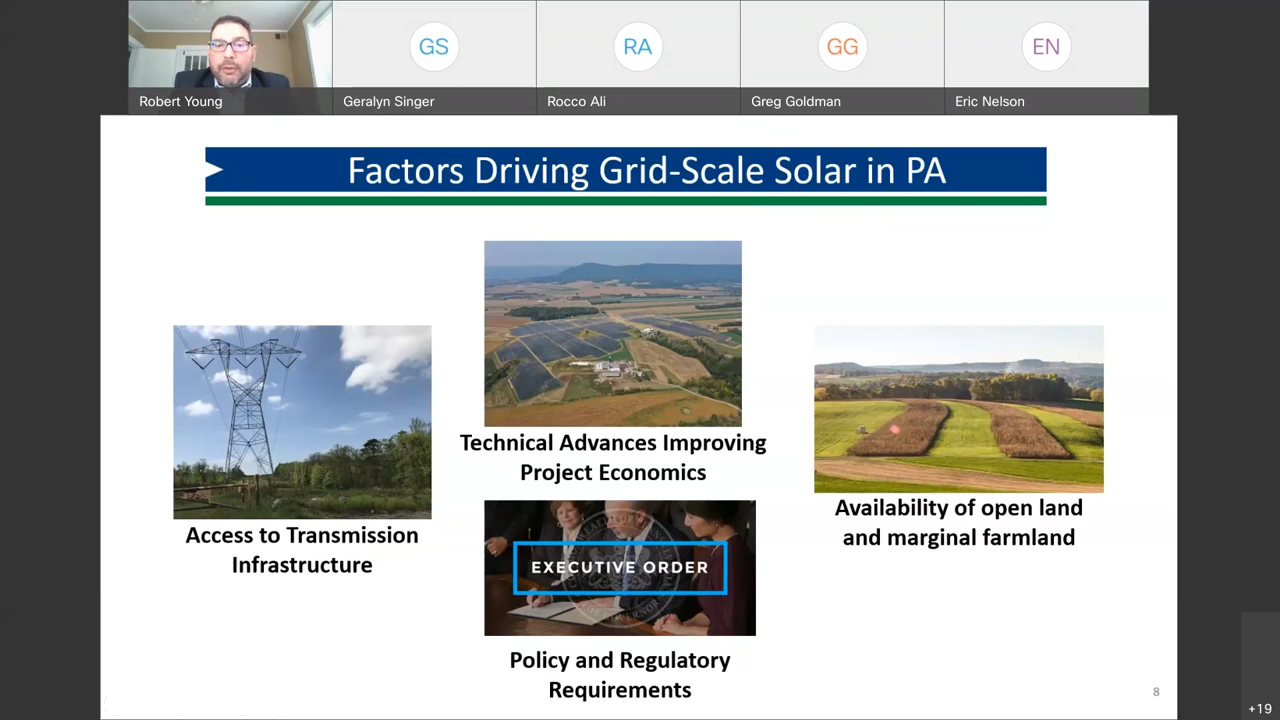 GS
RA
GG
EN
Robert Young
Geralyn Singer
Rocco Ali
Greg Goldman
Eric Nelson
Factors Driving Grid-Scale Solar in PA
Technical Advances Improving
Project Economics
Access to Transmission
Infrastructure
Availability of open land
and marginal farmland
EXECUTIVE ORDER
Policy and Regulatory
Requirements
8
+19